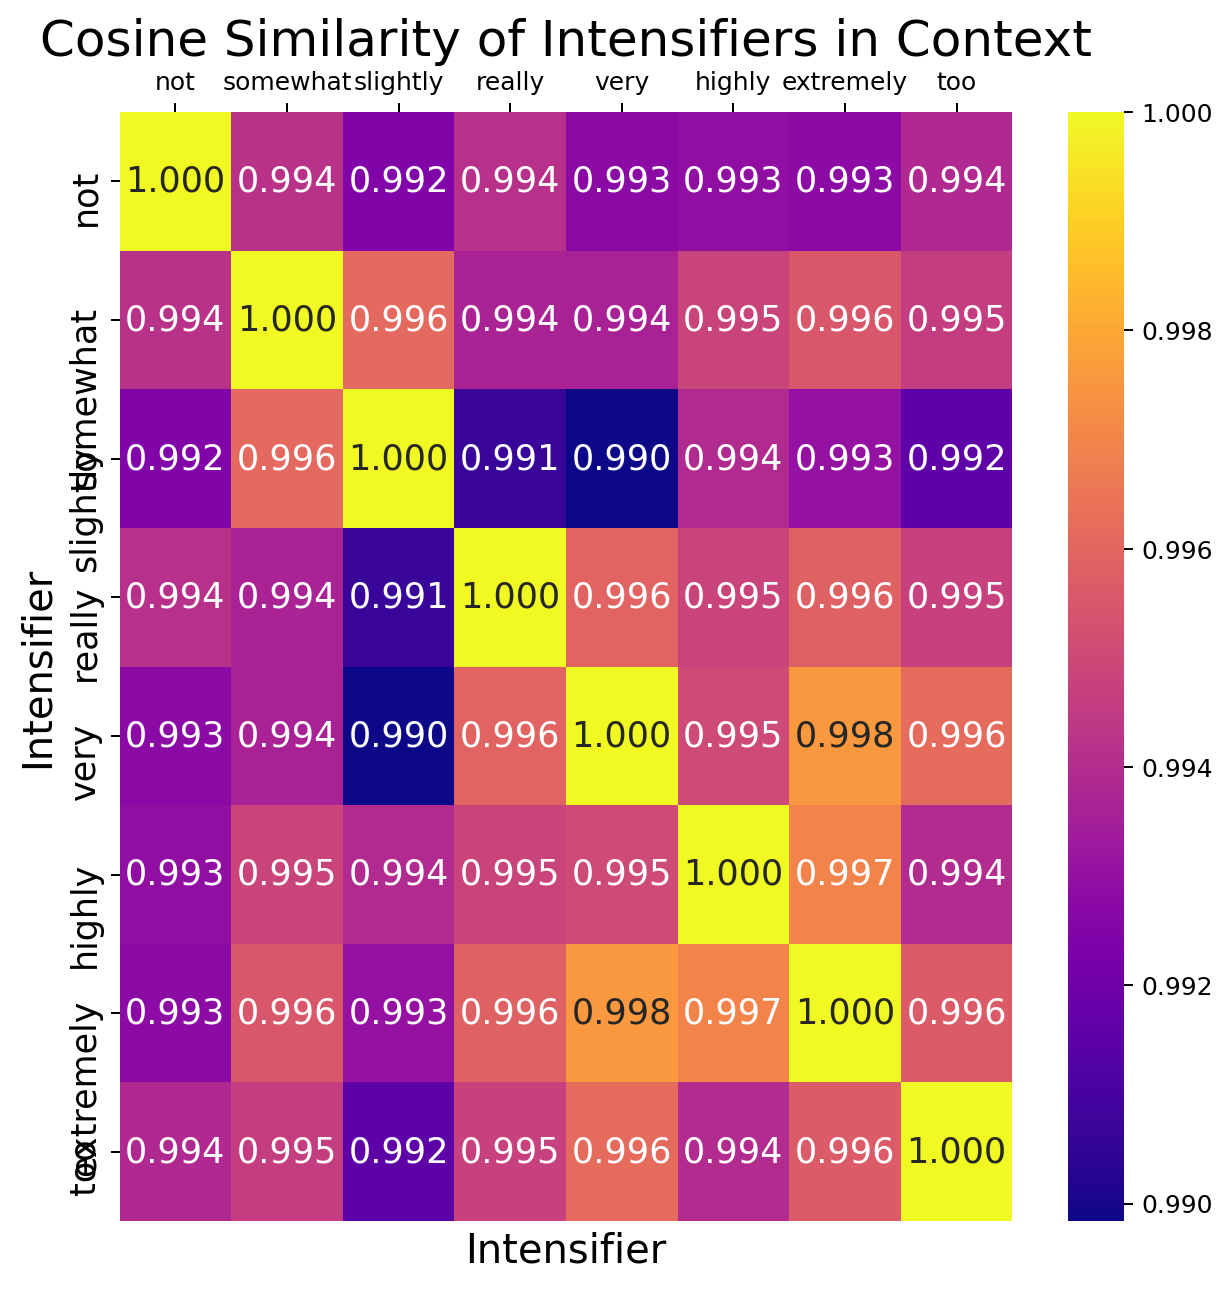 Cosine Similarity of Intensifiers in Context
not somewhat slightly really very highly extremely too
not 1.000 0.994 0.992 0.994 0.993 0.993 0.993 0.994
somewhat 0.994 1.000 0.996 0.994 0.994 0.995 0.996 0.995
slightly 0.992 0.996 1.000 0.991 0.990 0.994 0.993 0.992
really 0.994 0.994 0.991 1.000 0.996 0.995 0.996 0.995
very 0.993 0.994 0.990 0.996 1.000 0.995 0.998 0.996
highly 0.993 0.995 0.994 0.995 0.995 1.000 0.997 0.994
extremely 0.993 0.996 0.993 0.996 0.998 0.997 1.000 0.996
too 0.994 0.995 0.992 0.995 0.996 0.994 0.996 1.000
Intensifier
Intensifier
1.000
0.998
0.996
0.994
0.992
0.990